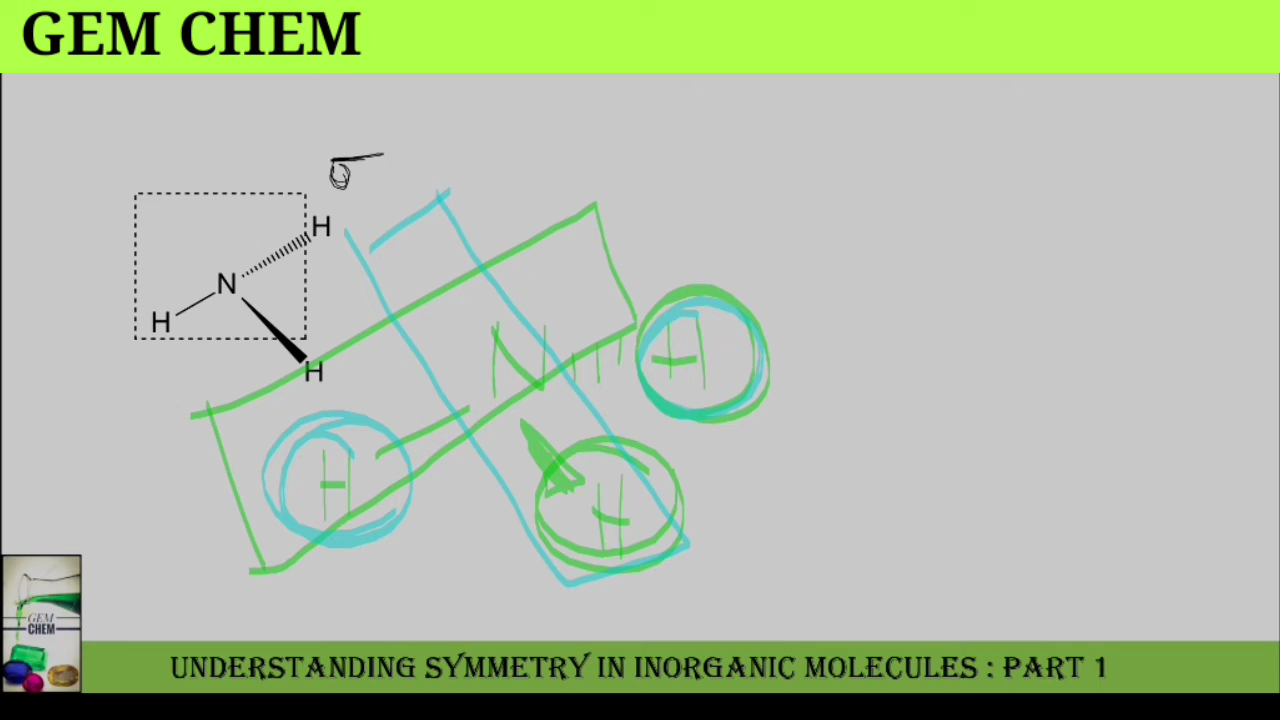 GEM CHEM
σ
H
N
H
H
N
H
H
H
GEM
CHEM
UNDERSTANDING SYMMETRY IN INORGANIC MOLECULES : PART 1